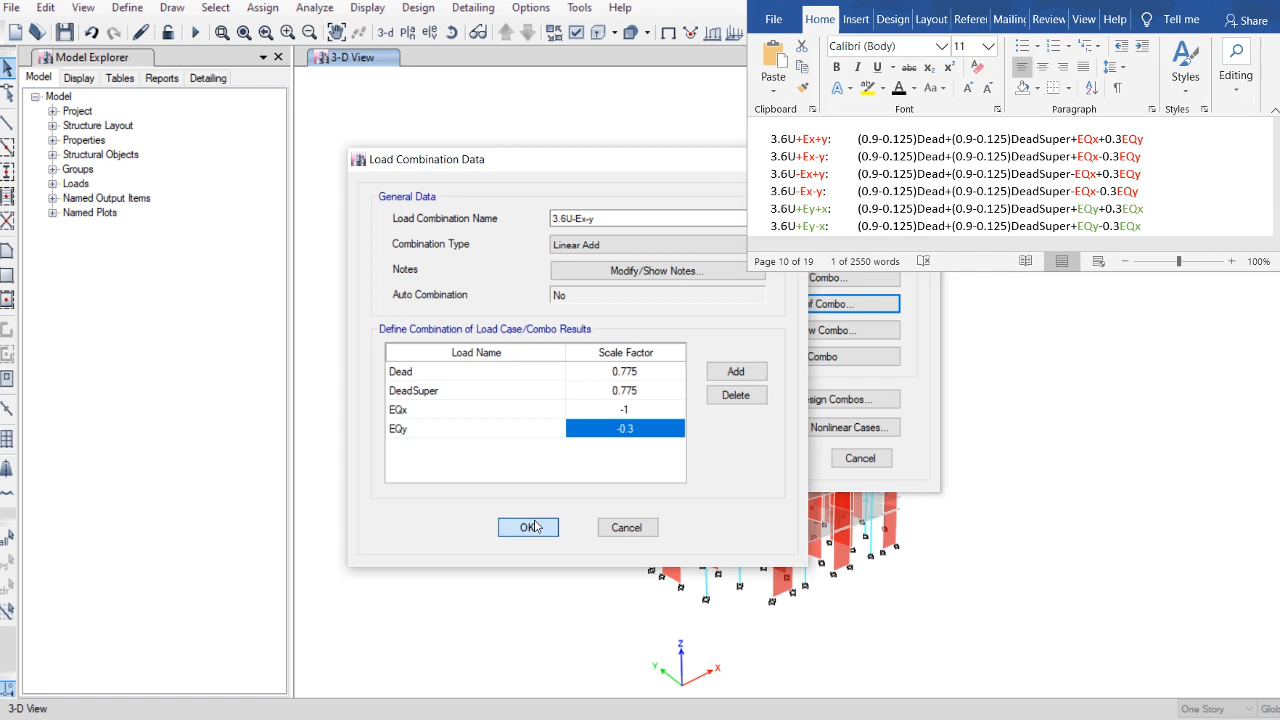 File Edit View Define Draw Select Assign Analyze Display Design Detailing Options Tools Help
3-d
Model Explorer
Model Display Tables Reports Detailing
Model
Project
Structure Layout
Properties
Structural Objects
Groups
Loads
Named Output Items
Named Plots
3-D View
Load Combination Data
General Data
Load Combination Name 3.6U-Ex-y
Combination Type Linear Add
Notes Modify/Show Notes...
Auto Combination No
Define Combination of Load Case/Combo Results
Load Name Scale Factor
Dead 0.775
DeadSuper 0.775
EQx -1
EQy -0.3
Add
Delete
OK Cancel
Combo...
of Combo...
w Combo...
Combo
esign Combos...
Nonlinear Cases...
Cancel
File Home Insert Design Layout Refere Mailing Review View Help Tell me Share
Calibri (Body) 11
Paste
B I U abc x2 x2
A A Aa A A
Styles
Editing
Clipboard Font Paragraph Styles
3.6U+Ex+y: (0.9-0.125)Dead+(0.9-0.125)DeadSuper+EQx+0.3EQy
3.6U+Ex-y: (0.9-0.125)Dead+(0.9-0.125)DeadSuper+EQx-0.3EQy
3.6U-Ex+y: (0.9-0.125)Dead+(0.9-0.125)DeadSuper-EQx+0.3EQy
3.6U-Ex-y: (0.9-0.125)Dead+(0.9-0.125)DeadSuper-EQx-0.3EQy
3.6U+Ey+x: (0.9-0.125)Dead+(0.9-0.125)DeadSuper+EQy+0.3EQx
3.6U+Ey-x: (0.9-0.125)Dead+(0.9-0.125)DeadSuper+EQy-0.3EQx
Page 10 of 19 1 of 2550 words 100%
Z
Y X
3-D View One Story Glob